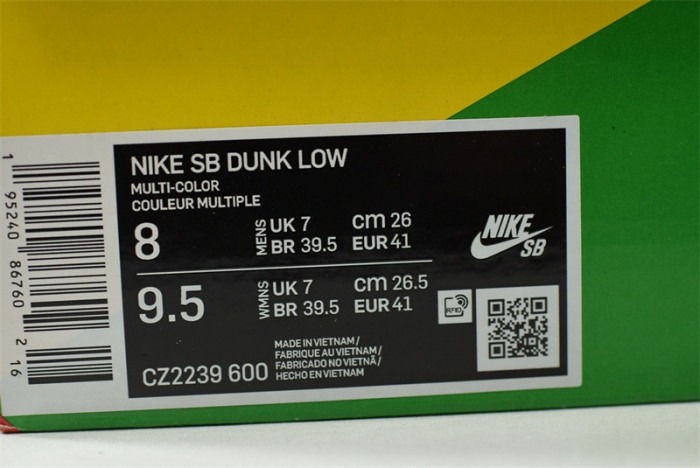 NIKE SB DUNK LOW
MULTI-COLOR
COULEUR MULTIPLE
8 MENS UK 7 cm 26
BR 39.5 EUR 41
9.5 WMNS UK 7 cm 26.5
BR 39.5 EUR 41
NIKE
SB
RFID
MADE IN VIETNAM/
FABRIQUE AU VIETNAM/
FABRICADO NO VIETNÃ/
HECHO EN VIETNAM
CZ2239 600
1 95240 86760 2 16